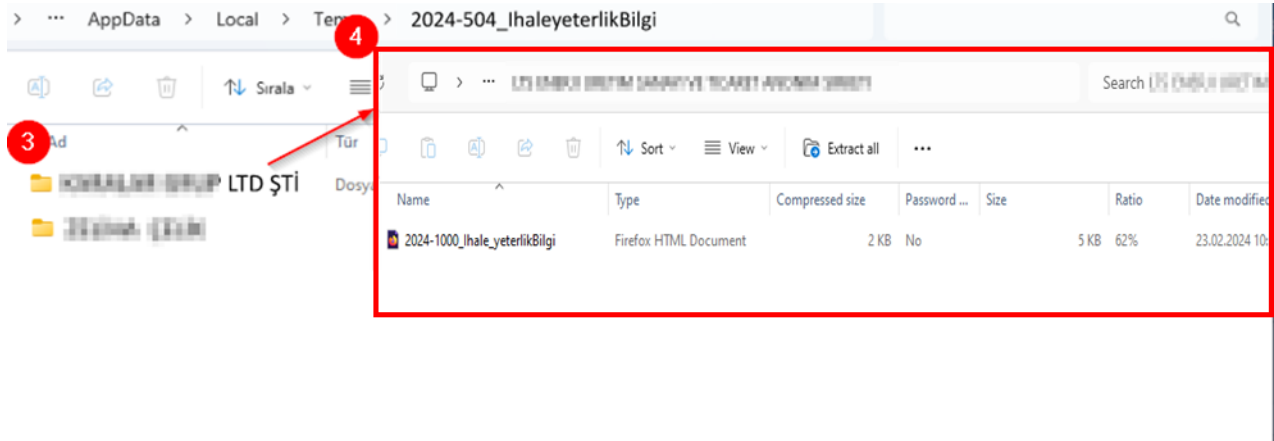 > ... AppData > Local > Tem > 2024-504_IhaleyeterlikBilgi
4
Sırala
> ...
Search
3
Ad
Tür
Sort
View
Extract all
...
LTD ŞTİ
Dosya
Name
Type
Compressed size
Password ...
Size
Ratio
Date modified
2024-1000_Ihale_yeterlikBilgi
Firefox HTML Document
2 KB
No
5 KB
62%
23.02.2024 10: